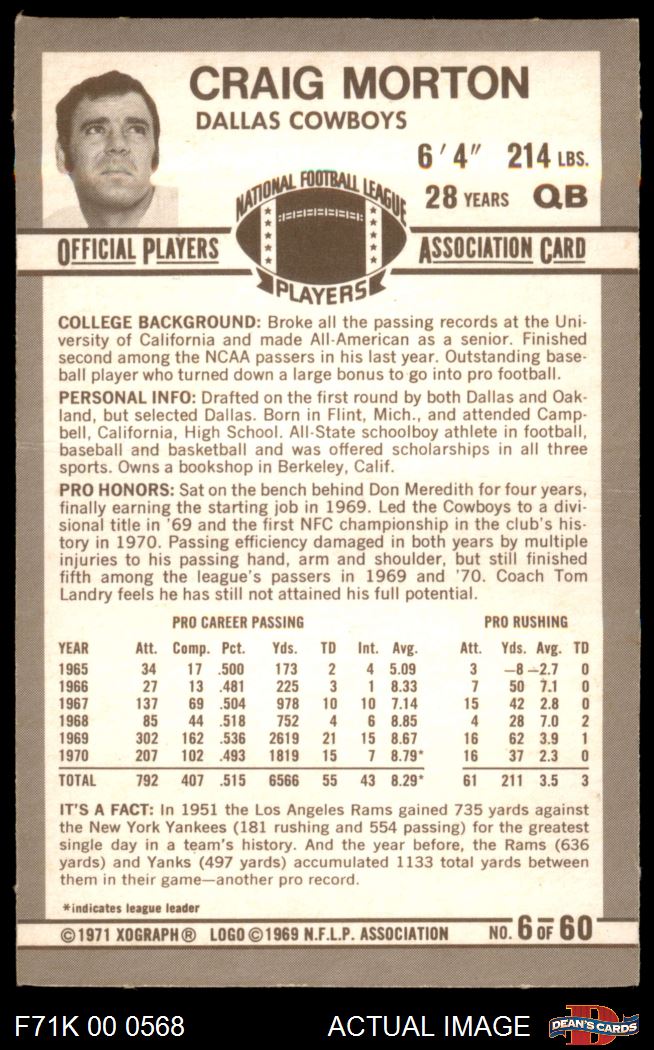 CRAIG MORTON
DALLAS COWBOYS
6'4" 214 LBS.
28 YEARS QB
NATIONAL FOOTBALL LEAGUE
OFFICIAL PLAYERS ASSOCIATION CARD
PLAYERS
COLLEGE BACKGROUND: Broke all the passing records at the Uni-
versity of California and made All-American as a senior. Finished
second among the NCAA passers in his last year. Outstanding base-
ball player who turned down a large bonus to go into pro football.
PERSONAL INFO: Drafted on the first round by both Dallas and Oak-
land, but selected Dallas. Born in Flint, Mich., and attended Camp-
bell, California, High School. All-State schoolboy athlete in football,
baseball and basketball and was offered scholarships in all three
sports. Owns a bookshop in Berkeley, Calif.
PRO HONORS: Sat on the bench behind Don Meredith for four years,
finally earning the starting job in 1969. Led the Cowboys to a divi-
sional title in '69 and the first NFC championship in the club's his-
tory in 1970. Passing efficiency damaged in both years by multiple
injuries to his passing hand, arm and shoulder, but still finished
fifth among the league's passers in 1969 and '70. Coach Tom
Landry feels he has still not attained his full potential.
PRO CAREER PASSING PRO RUSHING
YEAR Att. Comp. Pct. Yds. TD Int. Avg. Att. Yds. Avg. TD
1965 34 17 .500 173 2 4 5.09 3 –8 –2.7 0
1966 27 13 .481 225 3 1 8.33 7 50 7.1 0
1967 137 69 .504 978 10 10 7.14 15 42 2.8 0
1968 85 44 .518 752 4 6 8.85 4 28 7.0 2
1969 302 162 .536 2619 21 15 8.67 16 62 3.9 1
1970 207 102 .493 1819 15 7 8.79* 16 37 2.3 0
TOTAL 792 407 .515 6566 55 43 8.29* 61 211 3.5 3
IT'S A FACT: In 1951 the Los Angeles Rams gained 735 yards against
the New York Yankees (181 rushing and 554 passing) for the greatest
single day in a team's history. And the year before, the Rams (636
yards) and Yanks (497 yards) accumulated 1133 total yards between
them in their game—another pro record.
*indicates league leader
©1971 XOGRAPH® LOGO ©1969 N.F.L.P. ASSOCIATION NO. 6 OF 60
F71K 00 0568 ACTUAL IMAGE DEAN'S CARDS